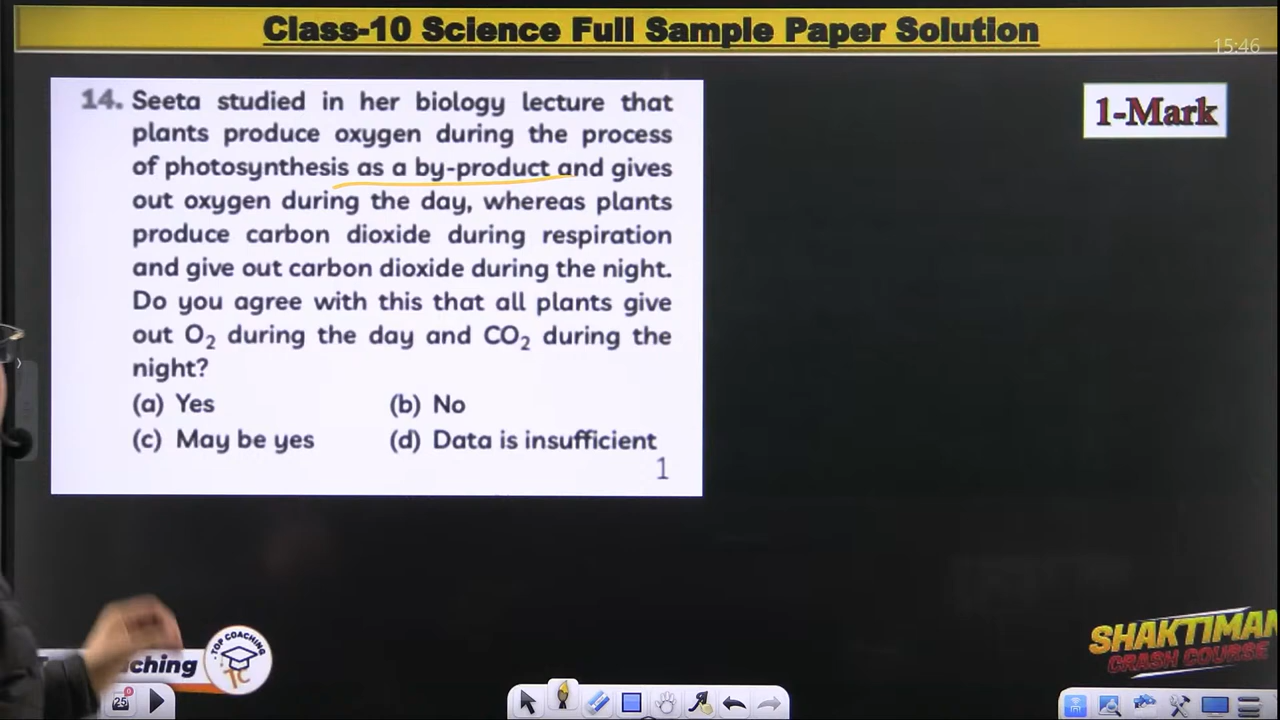 Class-10 Science Full Sample Paper Solution
15:46
14. Seeta studied in her biology lecture that
plants produce oxygen during the process
of photosynthesis as a by-product and gives
out oxygen during the day, whereas plants
produce carbon dioxide during respiration
and give out carbon dioxide during the night.
Do you agree with this that all plants give
out O₂ during the day and CO₂ during the
night?
(a) Yes (b) No
(c) May be yes (d) Data is insufficient
1
1-Mark
TOP COACHING
TC
SHAKTIMAN
CRASH COURSE
25